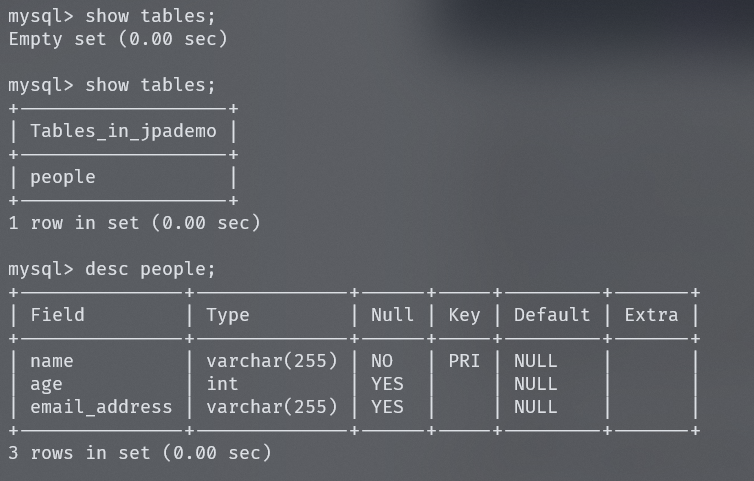 mysql> show tables;
Empty set (0.00 sec)
mysql> show tables;
+-------------------+
| Tables_in_jpademo |
+-------------------+
| people            |
+-------------------+
1 row in set (0.00 sec)
mysql> desc people;
+---------------+--------------+------+-----+---------+-------+
| Field         | Type         | Null | Key | Default | Extra |
+---------------+--------------+------+-----+---------+-------+
| name          | varchar(255) | NO   | PRI | NULL    |       |
| age           | int          | YES  |     | NULL    |       |
| email_address | varchar(255) | YES  |     | NULL    |       |
+---------------+--------------+------+-----+---------+-------+
3 rows in set (0.00 sec)